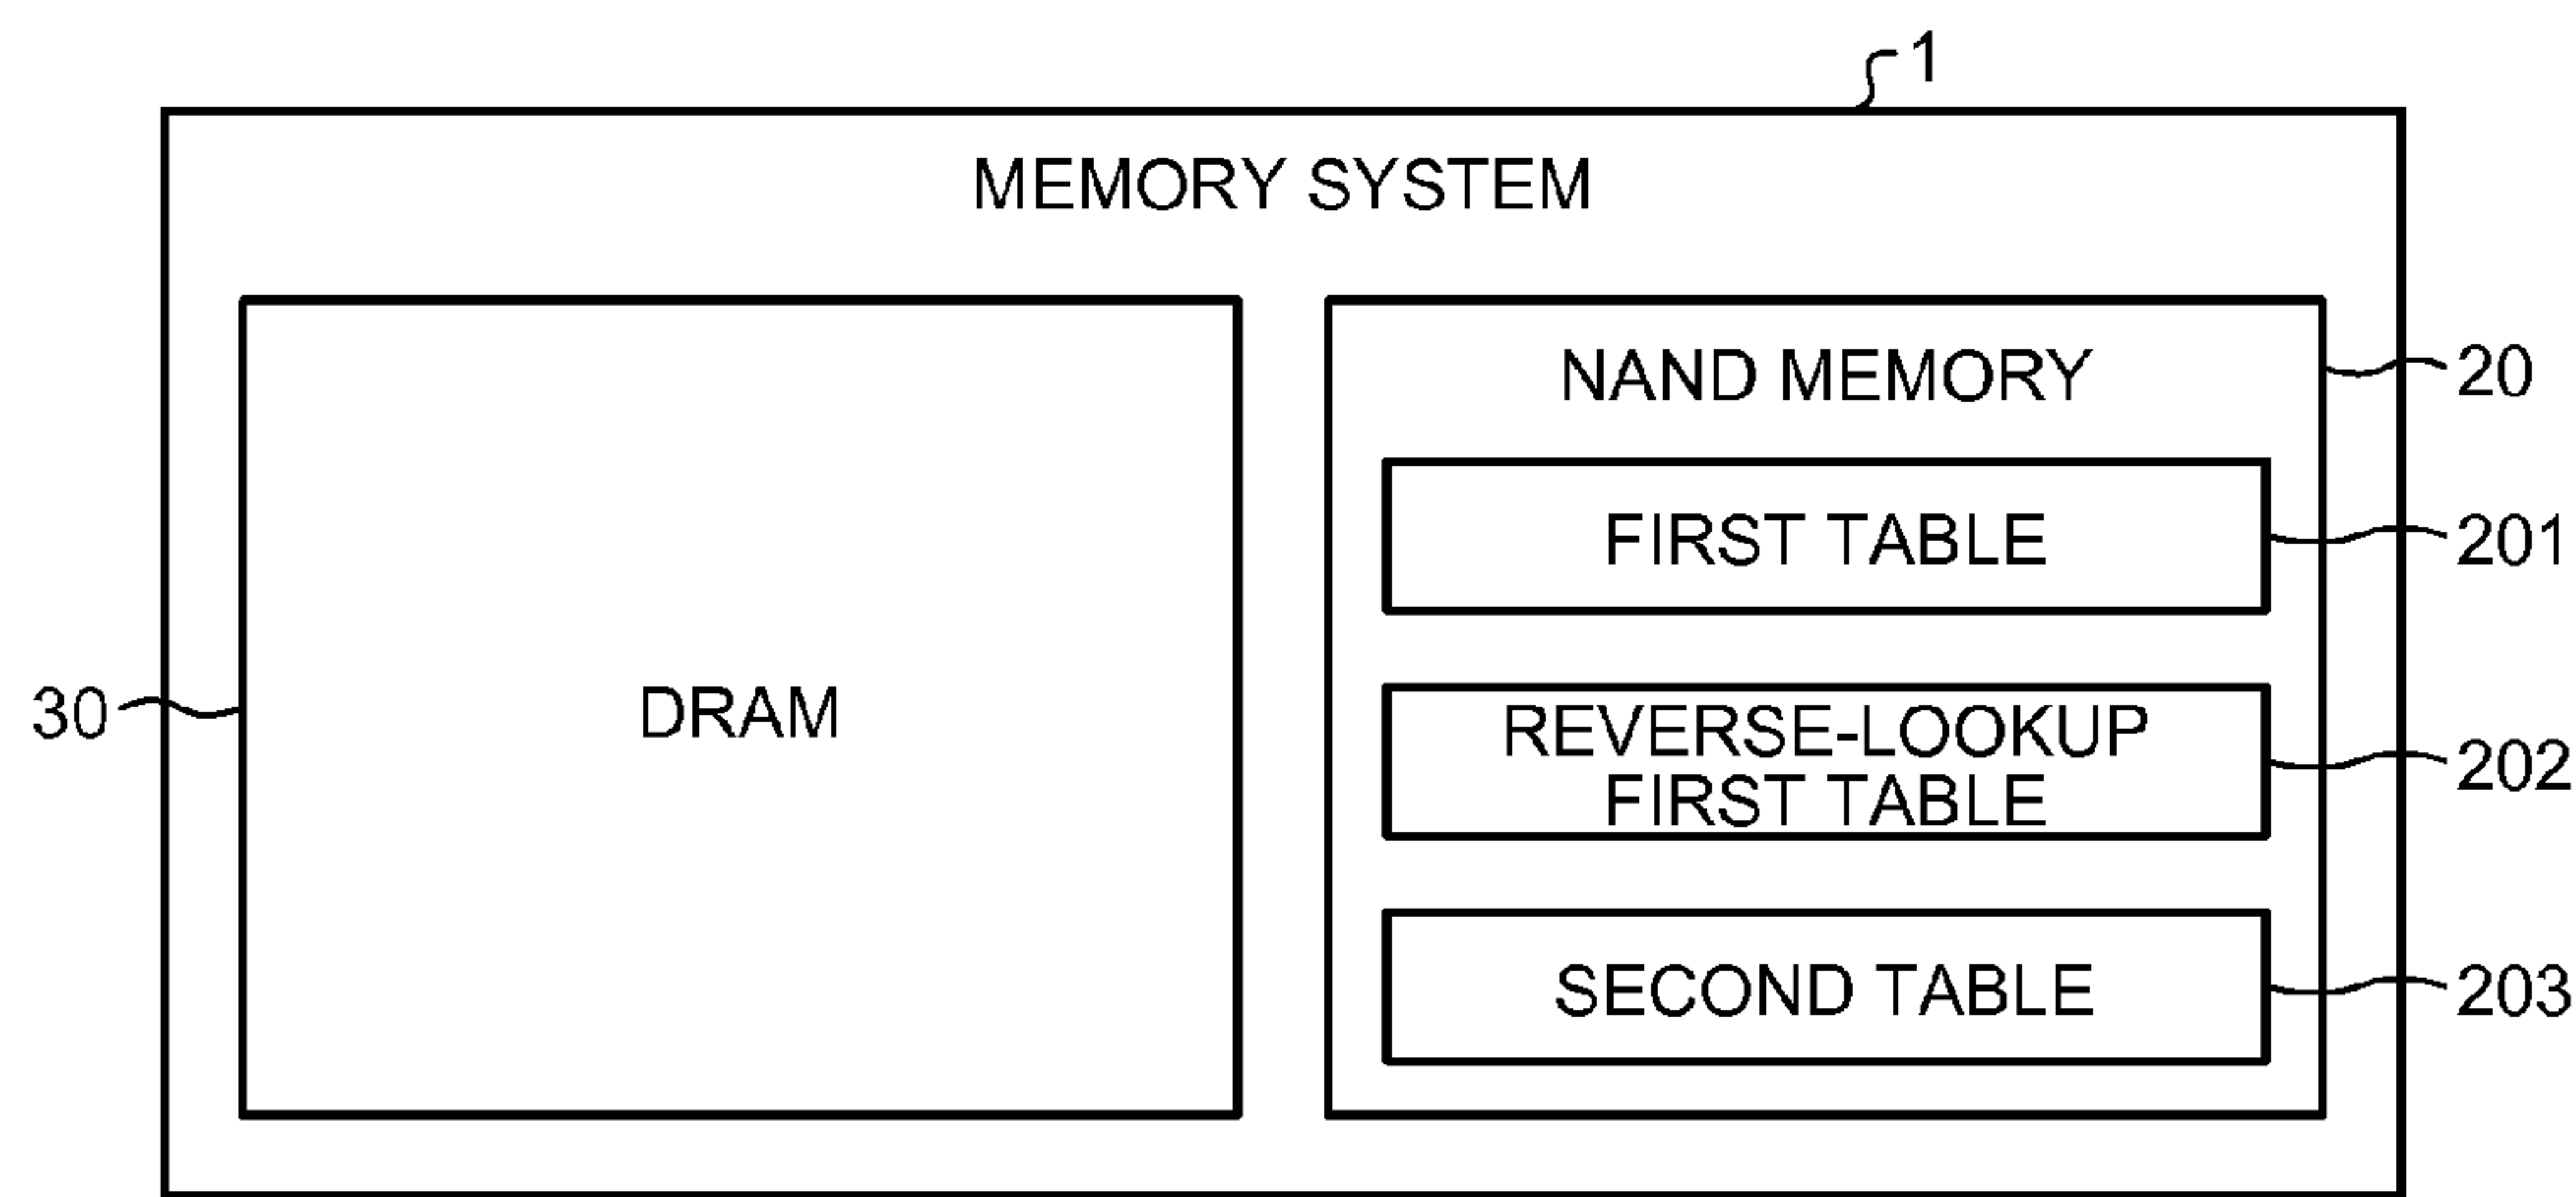 1
MEMORY SYSTEM
NAND MEMORY
20
FIRST TABLE
201
30
DRAM
REVERSE-LOOKUP
FIRST TABLE
202
SECOND TABLE
203